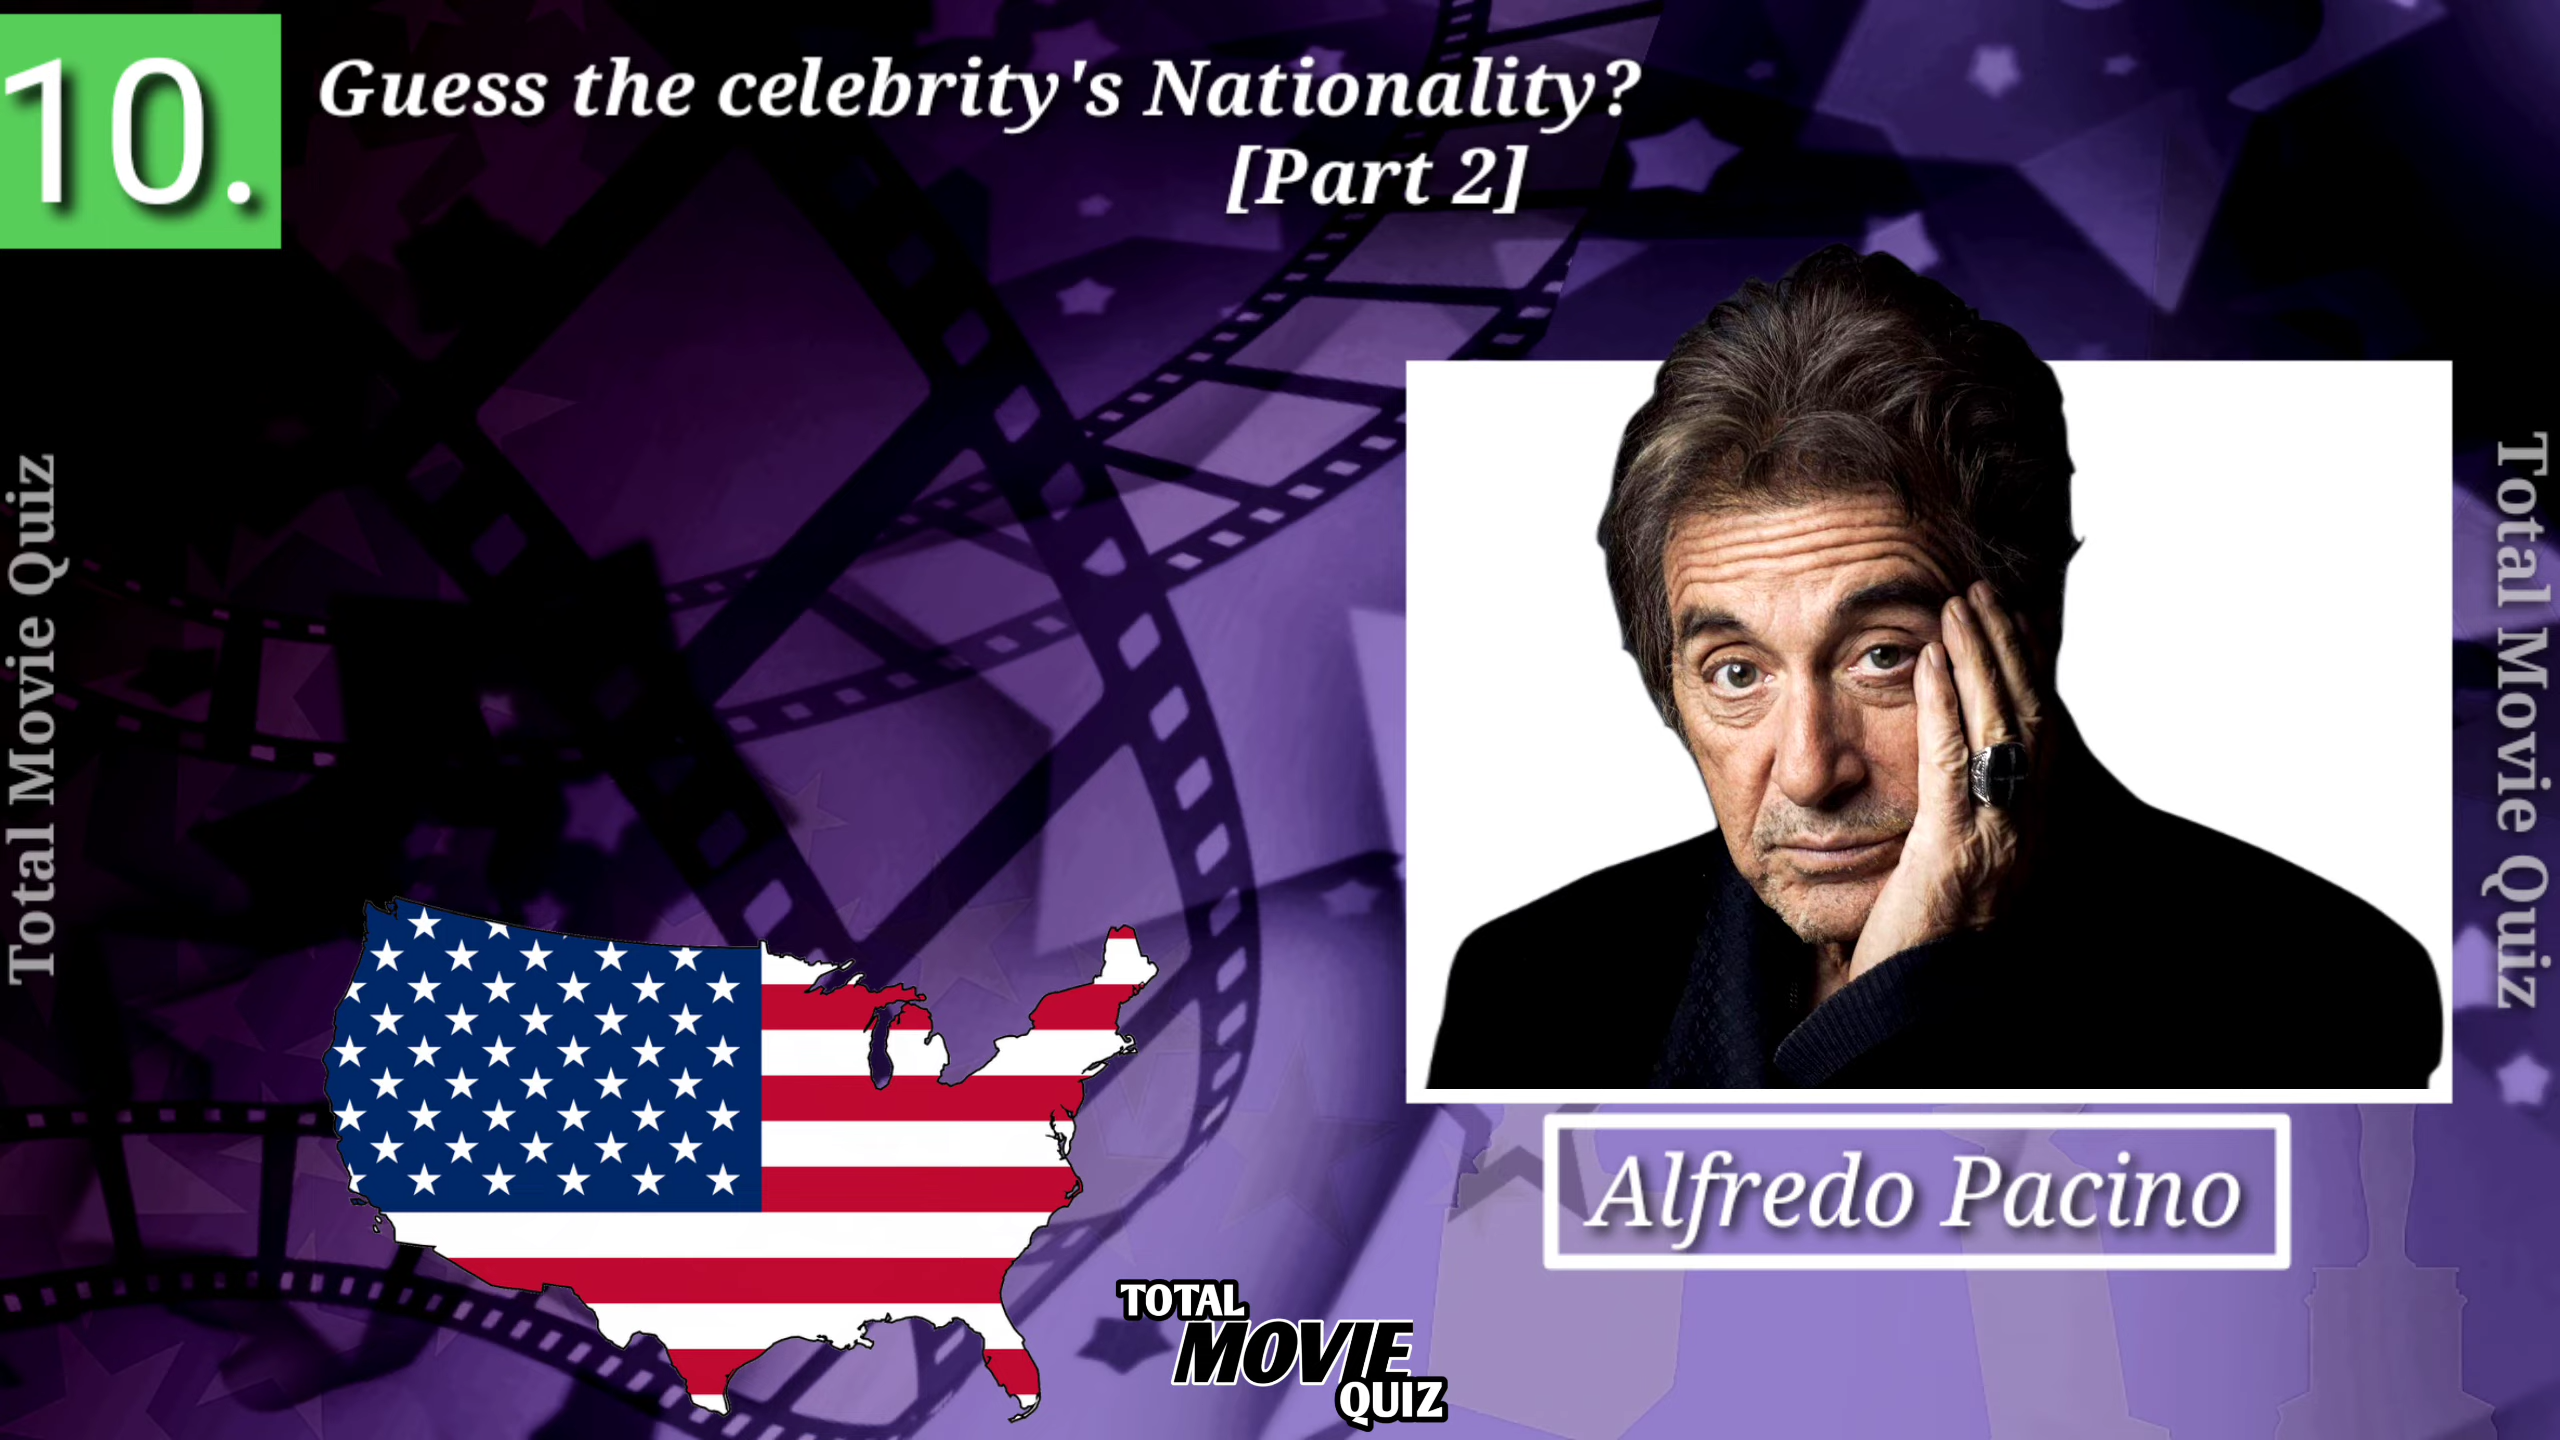 10.
Guess the celebrity's Nationality?
[Part 2]
Total Movie Quiz
Total Movie Quiz
Alfredo Pacino
TOTAL
MOVIE
QUIZ